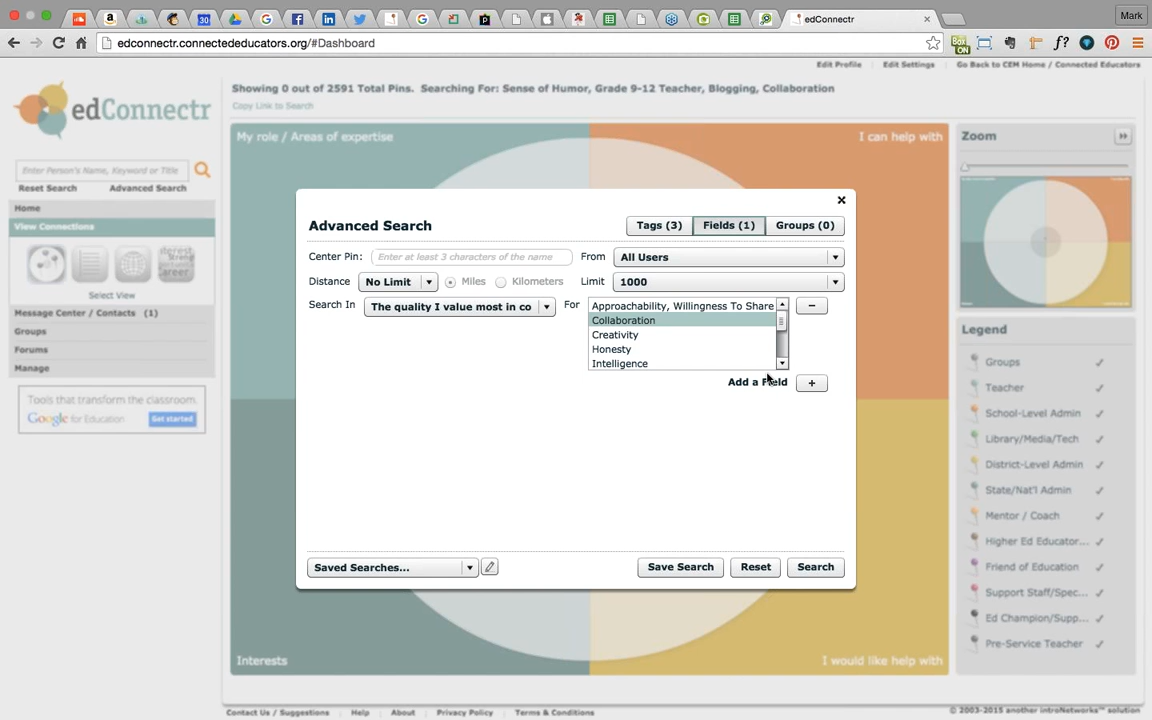 edConnectr
Mark
edconnectr.connectededucators.org/#Dashboard
Edit Profile
Edit Settings
Go Back to CEM Home / Connected Educators
edConnectr
Showing 0 out of 2591 Total Pins. Searching For: Sense of Humor, Grade 9-12 Teacher, Blogging, Collaboration
Copy Link to Search
Enter Person's Name, Keyword or Title
Reset Search
Advanced Search
Home
View Connections
Select View
Message Center / Contacts (1)
Groups
Forums
Manage
Tools that transform the classroom.
Google for Education
Get started
My role / Areas of expertise
I can help with
Interests
I would like help with
Advanced Search
Tags (3)
Fields (1)
Groups (0)
Center Pin:
Enter at least 3 characters of the name
From
All Users
Distance
No Limit
Miles
Kilometers
Limit
1000
Search In
The quality I value most in co
For
Approachability, Willingness To Share
Collaboration
Creativity
Honesty
Intelligence
Add a Field
Saved Searches...
Save Search
Reset
Search
Zoom
Legend
Groups
Teacher
School-Level Admin
Library/Media/Tech
District-Level Admin
State/Nat'l Admin
Mentor / Coach
Higher Ed Educator...
Friend of Education
Support Staff/Spec...
Ed Champion/Supp...
Pre-Service Teacher
Contact Us / Suggestions
Help
About
Privacy Policy
Terms & Conditions
© 2003-2015 another introNetworks™ solution